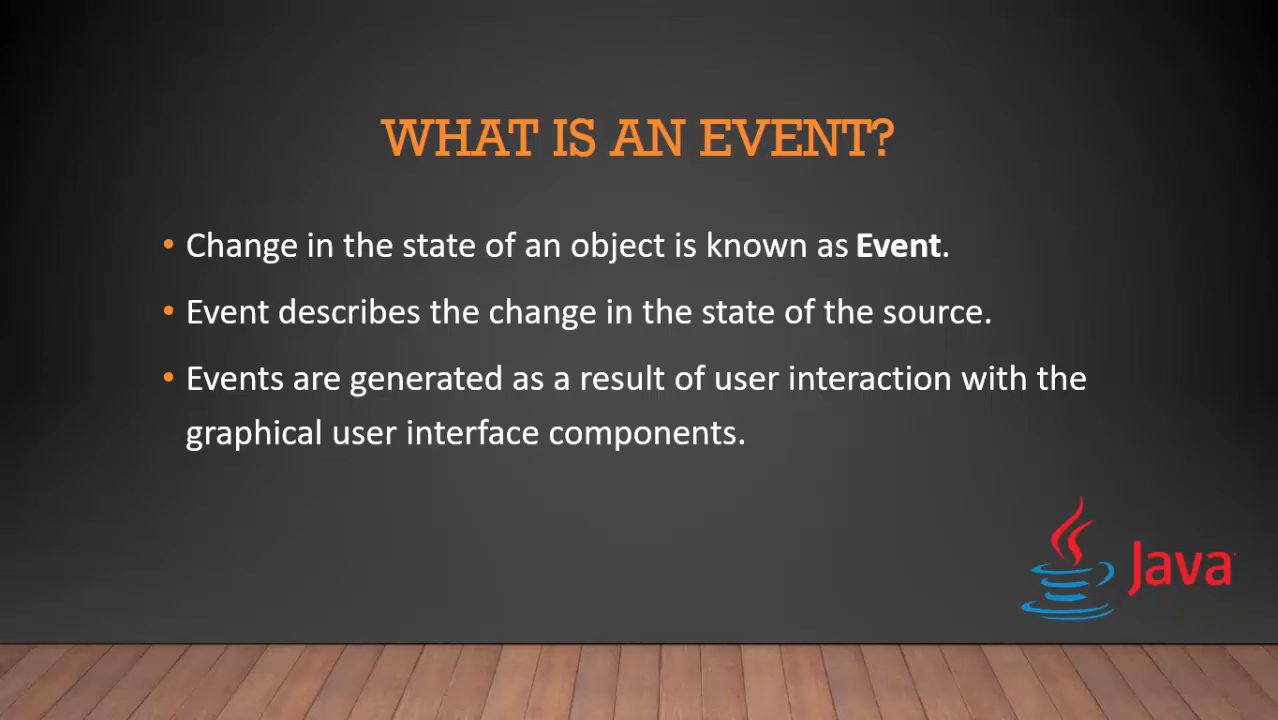 WHAT IS AN EVENT?
• Change in the state of an object is known as Event.
• Event describes the change in the state of the source.
• Events are generated as a result of user interaction with the
graphical user interface components.
Java™